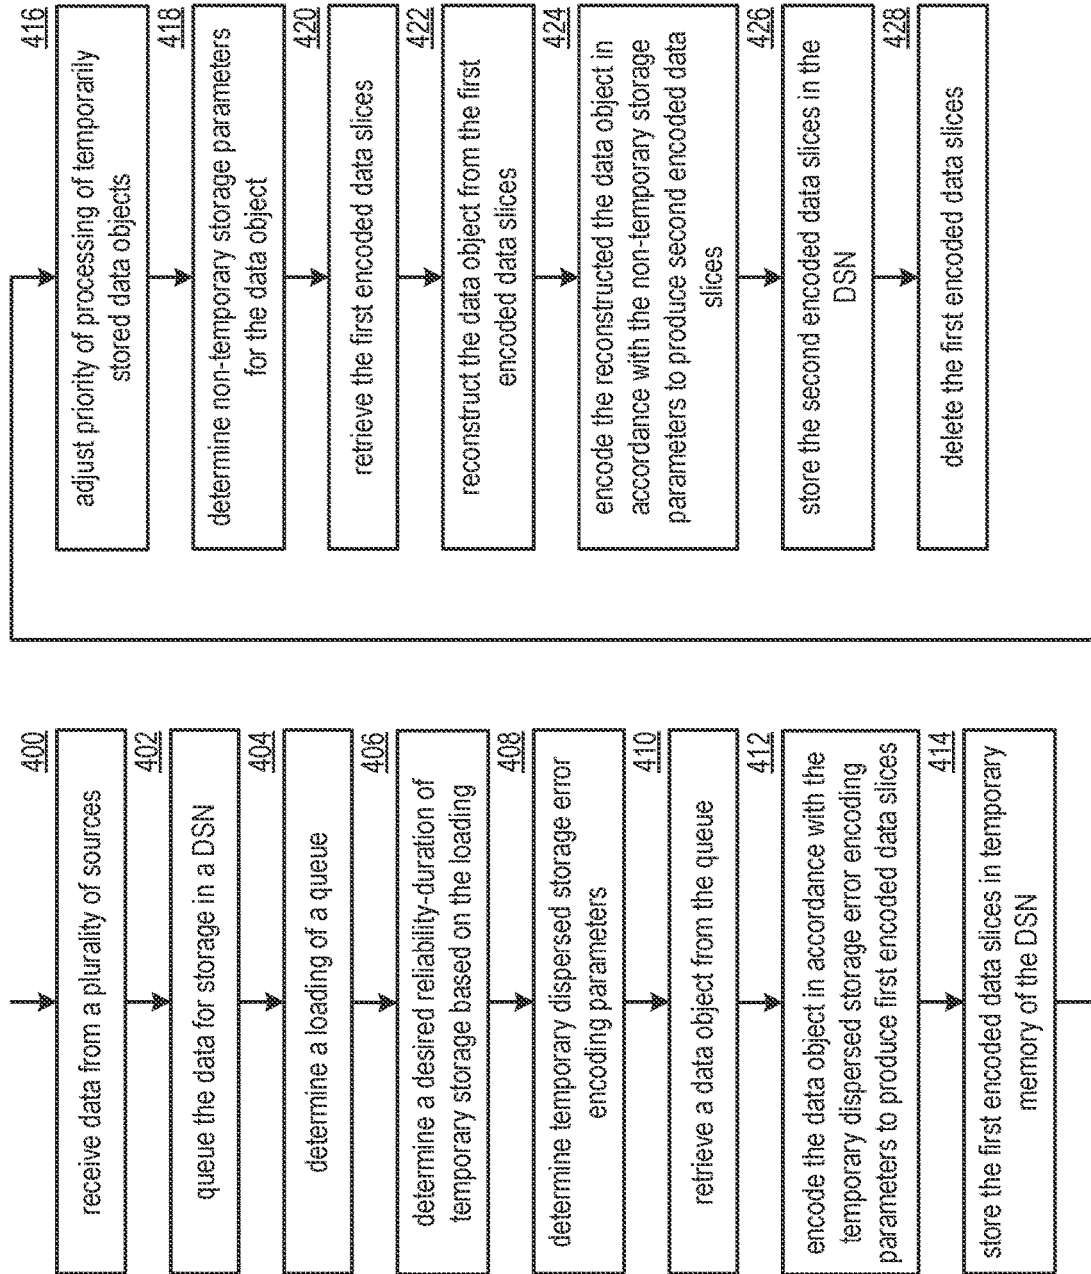 400
receive data from a plurality of sources
402
queue the data for storage in a DSN
404
determine a loading of a queue
406
determine a desired reliability-duration of
temporary storage based on the loading
408
determine temporary dispersed storage error
encoding parameters
410
retrieve a data object from the queue
412
encode the data object in accordance with the
temporary dispersed storage error encoding
parameters to produce first encoded data slices
414
store the first encoded data slices in temporary
memory of the DSN
416
adjust priority of processing of temporarily
stored data objects
418
determine non-temporary storage parameters
for the data object
420
retrieve the first encoded data slices
422
reconstruct the data object from the first
encoded data slices
424
encode the reconstructed the data object in
accordance with the non-temporary storage
parameters to produce second encoded data
slices
426
store the second encoded data slices in the
DSN
428
delete the first encoded data slices